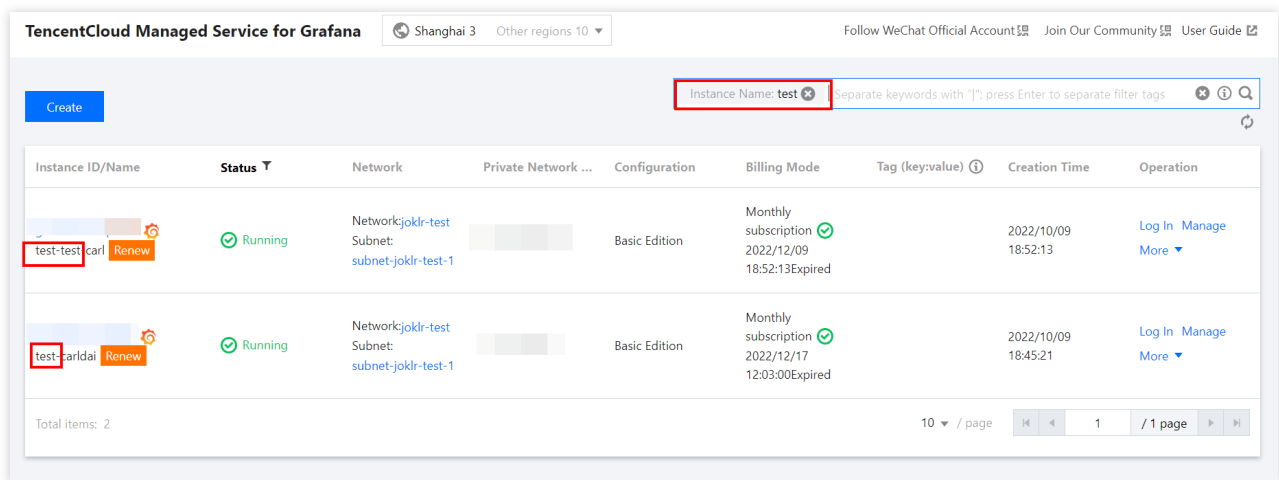 TencentCloud Managed Service for Grafana Shanghai 3 Other regions 10 Follow WeChat Official Account Join Our Community User Guide
Create
Instance Name: test Separate keywords with "|"; press Enter to separate filter tags
Instance ID/Name Status Network Private Network ... Configuration Billing Mode Tag (key:value) Creation Time Operation
test-test-carl Renew
Running
Network:joklr-test
Subnet:
subnet-joklr-test-1
Basic Edition
Monthly
subscription
2022/12/09
18:52:13Expired
2022/10/09
18:52:13
Log In Manage
More
test-carldai Renew
Running
Network:joklr-test
Subnet:
subnet-joklr-test-1
Basic Edition
Monthly
subscription
2022/12/17
12:03:00Expired
2022/10/09
18:45:21
Log In Manage
More
Total items: 2 10 / page 1 / 1 page